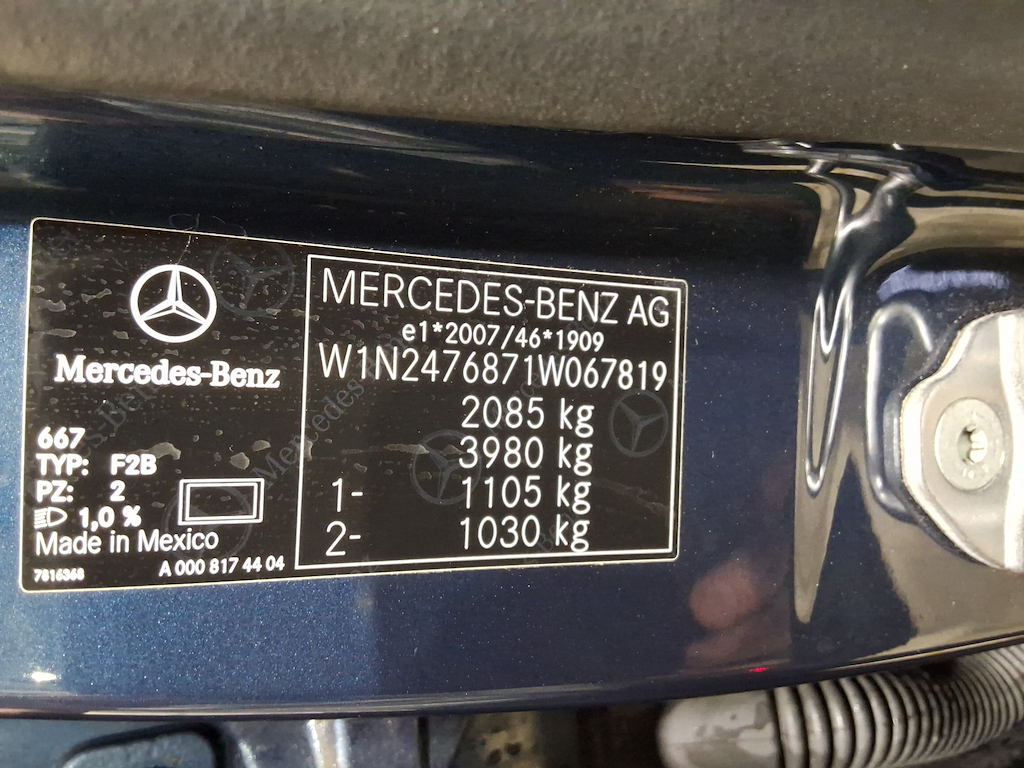 Mercedes-Benz
667
TYP: F2B
PZ: 2
1,0 %
Made in Mexico
7816368
A 000 817 44 04
MERCEDES-BENZ AG
e1*2007/46*1909
W1N2476871W067819
2085 kg
3980 kg
1- 1105 kg
2- 1030 kg